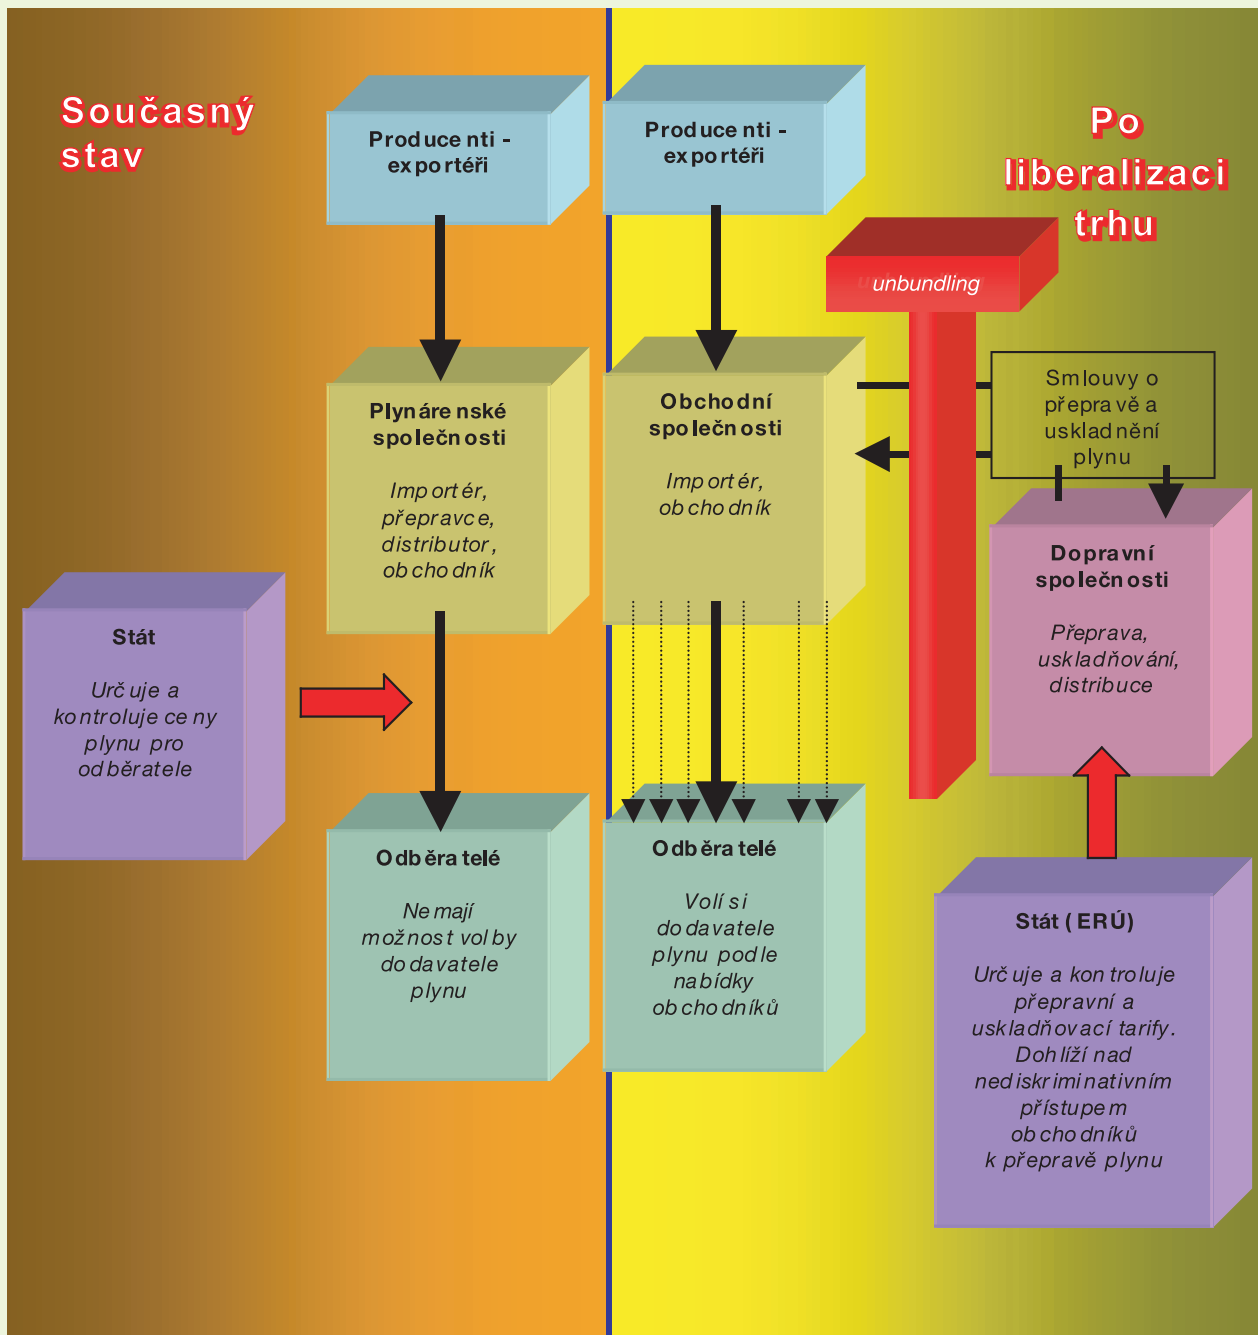 Současný
stav
Producenti -
exportéři
Plynárenské
společnosti
Importér,
přepravce,
distributor,
obchodník
Stát
Určuje a
kontroluje ceny
plynu pro
odběratele
Odběratelé
Nemají
možnost volby
dodavatele
plynu
Po
liberalizaci
trhu
Producenti -
exportéři
unbundling
Obchodní
společnosti
Importér,
obchodník
Smlouvy o
přepravě a
uskladnění
plynu
Dopravní
společnosti
Přeprava,
uskladňování,
distribuce
Odběratelé
Volí si
dodavatele
plynu podle
nabídky
obchodníků
Stát (ERÚ)
Určuje a kontroluje
přepravní a
uskladňovací tarify.
Dohlíží nad
nediskriminativním
přístupem
obchodníků
k přepravě plynu